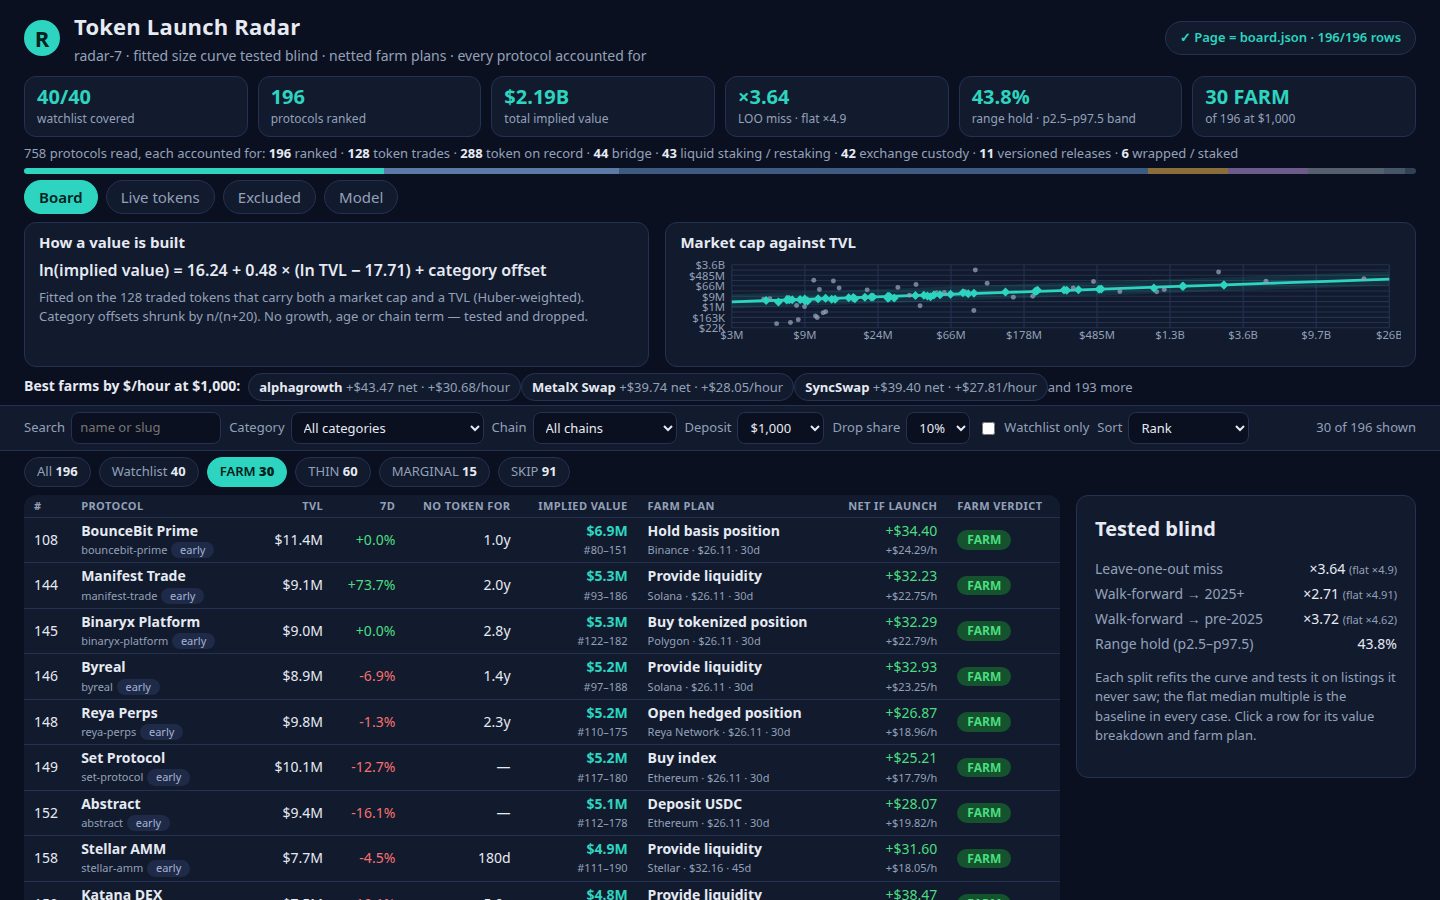 R
Token Launch Radar
radar-7 · fitted size curve tested blind · netted farm plans · every protocol accounted for
✓ Page = board.json · 196/196 rows
40/40
watchlist covered
196
protocols ranked
$2.19B
total implied value
×3.64
LOO miss · flat ×4.9
43.8%
range hold · p2.5–p97.5 band
30 FARM
of 196 at $1,000
758 protocols read, each accounted for: 196 ranked · 128 token trades · 288 token on record · 44 bridge · 43 liquid staking / restaking · 42 exchange custody · 11 versioned releases · 6 wrapped / staked
Board Live tokens Excluded Model
How a value is built
ln(implied value) = 16.24 + 0.48 × (ln TVL − 17.71) + category offset
Fitted on the 128 traded tokens that carry both a market cap and a TVL (Huber-weighted).
Category offsets shrunk by n/(n+20). No growth, age or chain term — tested and dropped.
Market cap against TVL
$3.6B
$485M
$66M
$9M
$1M
$163K
$22K
$3M $9M $24M $66M $178M $485M $1.3B $3.6B $9.7B $26B
Best farms by $/hour at $1,000: alphagrowth +$43.47 net · +$30.68/hour MetalX Swap +$39.74 net · +$28.05/hour SyncSwap +$39.40 net · +$27.81/hour and 193 more
Search name or slug Category All categories Chain All chains Deposit $1,000 Drop share 10% Watchlist only Sort Rank 30 of 196 shown
All 196 Watchlist 40 FARM 30 THIN 60 MARGINAL 15 SKIP 91
# PROTOCOL TVL 7D NO TOKEN FOR IMPLIED VALUE FARM PLAN NET IF LAUNCH FARM VERDICT
108 BounceBit Prime $11.4M +0.0% 1.0y $6.9M Hold basis position +$34.40 FARM
bouncebit-prime early #80–151 Binance · $26.11 · 30d +$24.29/h
144 Manifest Trade $9.1M +73.7% 2.0y $5.3M Provide liquidity +$32.23 FARM
manifest-trade early #93–186 Solana · $26.11 · 30d +$22.75/h
145 Binaryx Platform $9.0M +0.0% 2.8y $5.3M Buy tokenized position +$32.29 FARM
binaryx-platform early #122–182 Polygon · $26.11 · 30d +$22.79/h
146 Byreal $8.9M -6.9% 1.4y $5.2M Provide liquidity +$32.93 FARM
byreal early #97–188 Solana · $26.11 · 30d +$23.25/h
148 Reya Perps $9.8M -1.3% 2.3y $5.2M Open hedged position +$26.87 FARM
reya-perps early #110–175 Reya Network · $26.11 · 30d +$18.96/h
149 Set Protocol $10.1M -12.7% — $5.2M Buy index +$25.21 FARM
set-protocol early #117–180 Ethereum · $26.11 · 30d +$17.79/h
152 Abstract $9.4M -16.1% — $5.1M Deposit USDC +$28.07 FARM
abstract early #112–178 Ethereum · $26.11 · 30d +$19.82/h
158 Stellar AMM $7.7M -4.5% 180d $4.9M Provide liquidity +$31.60 FARM
stellar-amm early #111–190 Stellar · $32.16 · 45d +$18.05/h
Katana DEX $4.8M Provide liquidity +$38.47
Tested blind
Leave-one-out miss ×3.64 (flat ×4.9)
Walk-forward → 2025+ ×2.71 (flat ×4.91)
Walk-forward → pre-2025 ×3.72 (flat ×4.62)
Range hold (p2.5–p97.5) 43.8%
Each split refits the curve and tests it on listings it
never saw; the flat median multiple is the
baseline in every case. Click a row for its value
breakdown and farm plan.